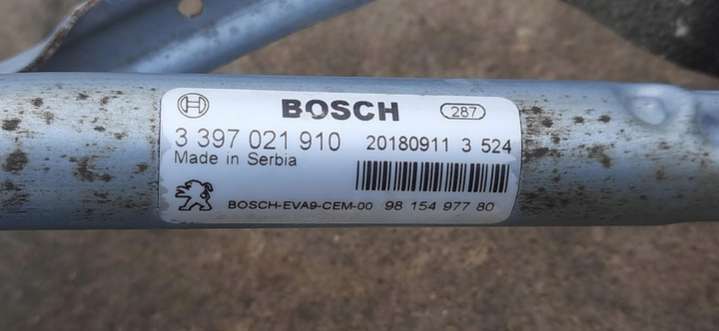 BOSCH 287
3 397 021 910 20180911 3 524
Made in Serbia
BOSCH-EVA9-CEM-00 98 154 977 80